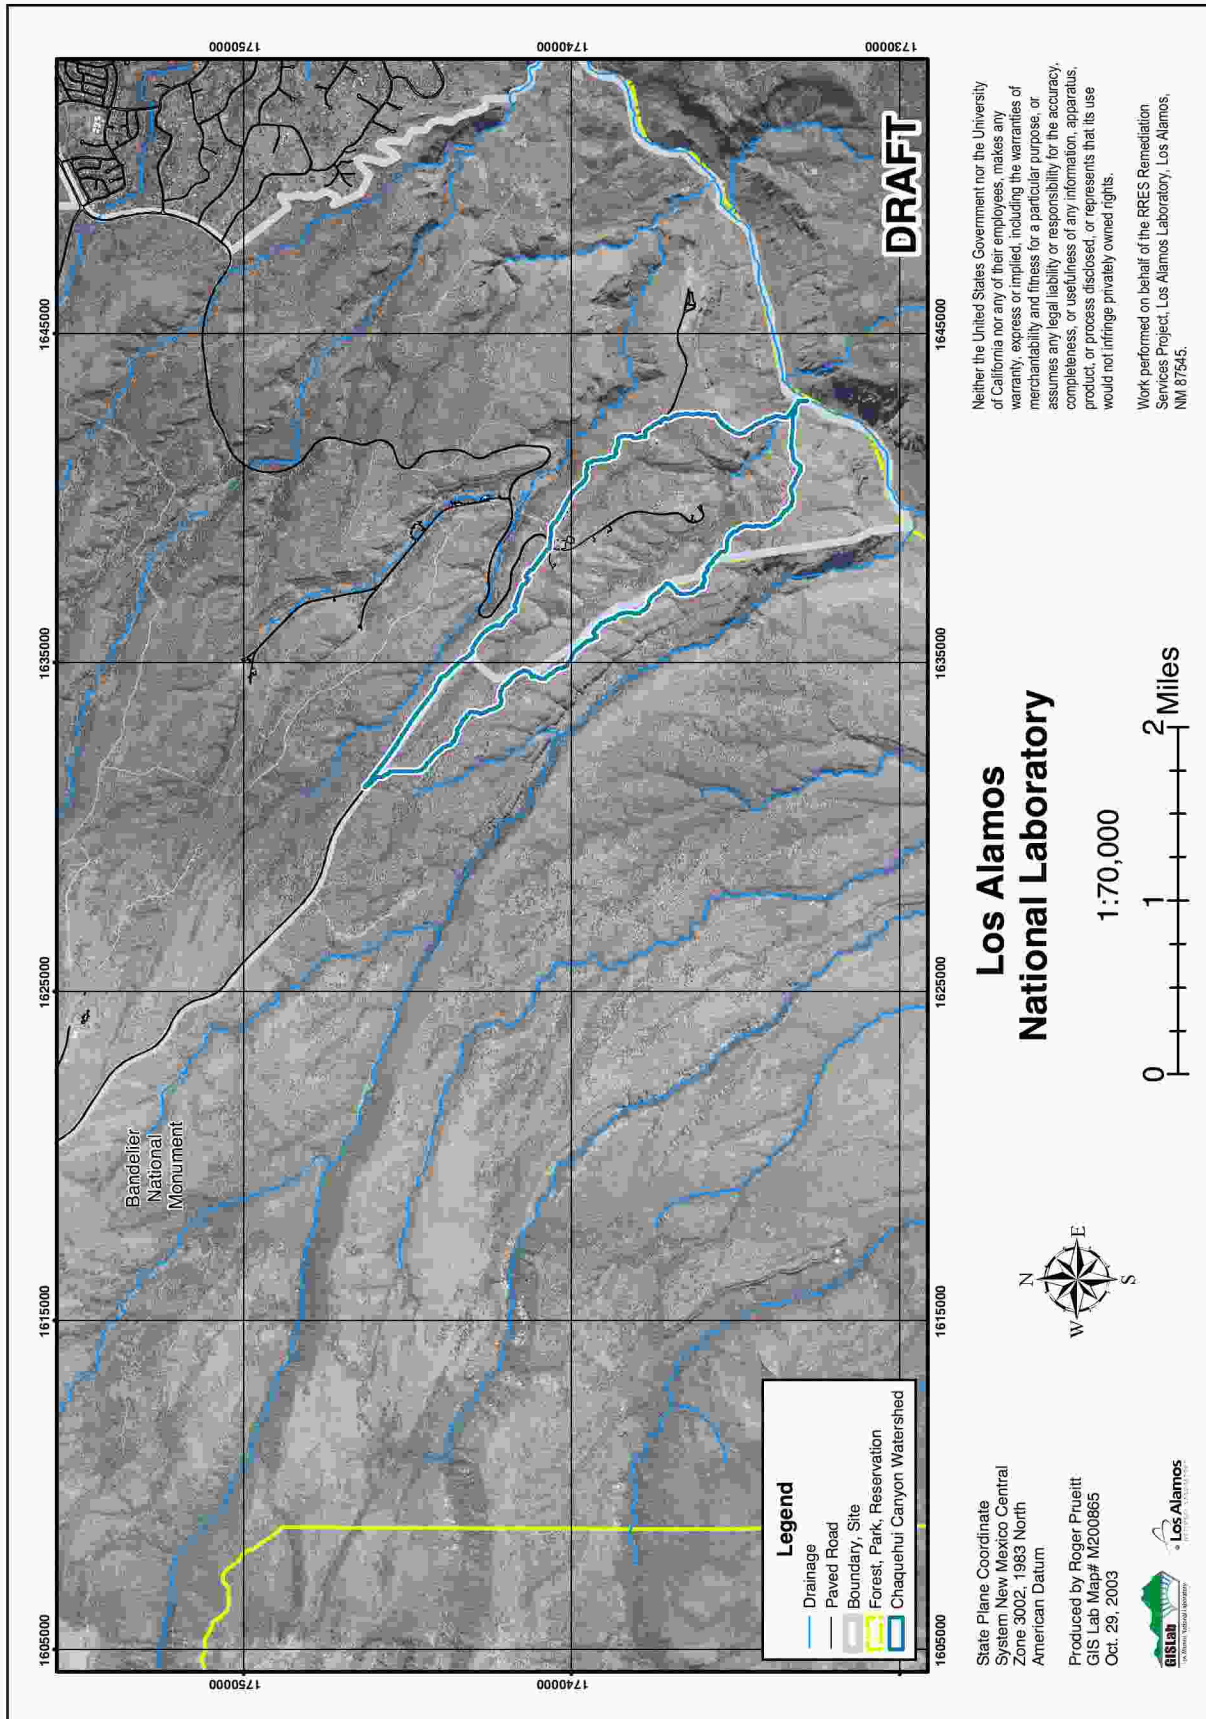 1605000
1615000
1625000
1635000
1645000
1750000
1740000
1730000
1750000
1740000
Bandelier
National
Monument
DRAFT
Legend
Drainage
Paved Road
Boundary, Site
Forest, Park, Reservation
Chaquehui Canyon Watershed
1605000
1615000
1625000
1635000
1645000
State Plane Coordinate
System New Mexico Central
Zone 3002, 1983 North
American Datum
Produced by Roger Prueitt
GIS Lab Map# M200865
Oct. 29, 2003
GISLab
Los Alamos
N
W
E
S
Los Alamos
National Laboratory
1:70,000
0
1
2
Miles
Neither the United States Government nor the University
of California nor any of their employees, makes any
warranty, express or implied, including the warranties of
merchantability and fitness for a particular purpose, or
assumes any legal liability or responsibility for the accuracy,
completeness, or usefulness of any information, apparatus,
product, or process disclosed, or represents that its use
would not infringe privately owned rights.
Work performed on behalf of the RRES Remediation
Services Project, Los Alamos Laboratory, Los Alamos,
NM 87545.